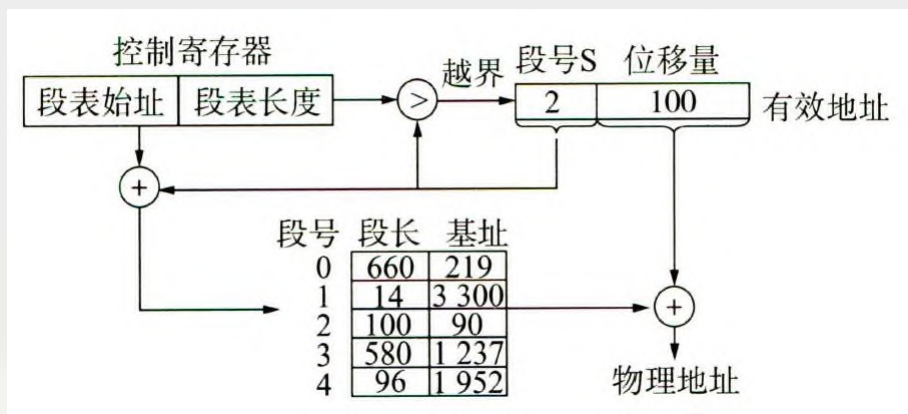 控制寄存器
段表始址 段表长度
>
越界
段号S 位移量
2 100
有效地址
+
段号 段长 基址
0 660 219
1 14 3 300
2 100 90
3 580 1 237
4 96 1 952
+
物理地址